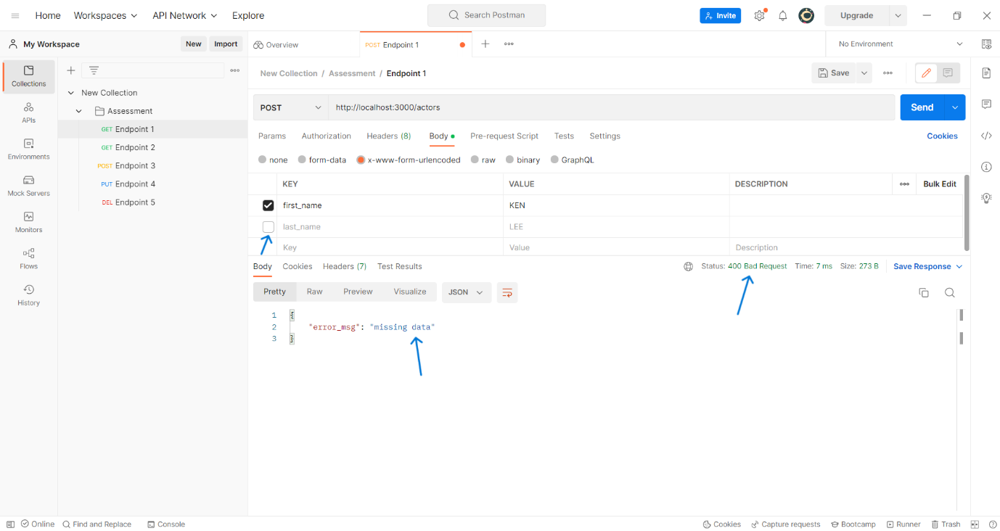 Home Workspaces API Network Explore Search Postman Invite Upgrade
My Workspace New Import Overview POST Endpoint 1 No Environment
New Collection / Assessment / Endpoint 1 Save
Collections
APIs
Environments
Mock Servers
Monitors
Flows
History
New Collection
Assessment
GET Endpoint 1
GET Endpoint 2
POST Endpoint 3
PUT Endpoint 4
DEL Endpoint 5
POST http://localhost:3000/actors Send
Params Authorization Headers (8) Body Pre-request Script Tests Settings Cookies
none form-data x-www-form-urlencoded raw binary GraphQL
KEY VALUE DESCRIPTION Bulk Edit
first_name KEN
last_name LEE
Key Value Description
Body Cookies Headers (7) Test Results Status: 400 Bad Request Time: 7 ms Size: 273 B Save Response
Pretty Raw Preview Visualize JSON
1 {
2 "error_msg": "missing data"
3 }
Online Find and Replace Console Cookies Capture requests Bootcamp Runner Trash